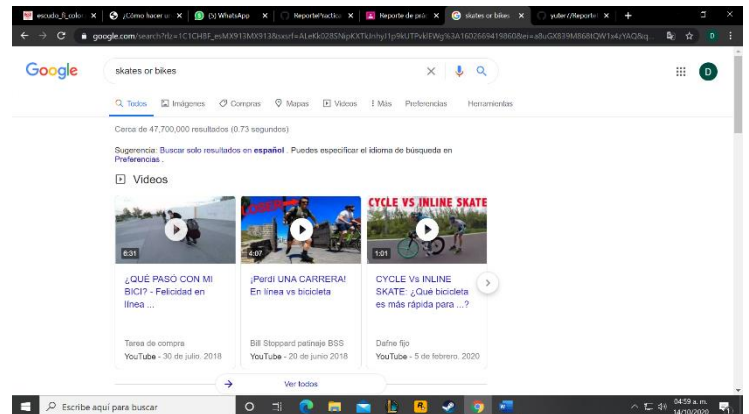 escudo_fi_color
¿Cómo hacer u
(5) WhatsApp
ReportePractica
Reporte de prá
skates or bikes
yuter//Reporte
google.com/search?rlz=1C1CHBF_esMX913MX913&sxsrf=
Google
skates or bikes
D
Todos
Imágenes
Compras
Mapas
Videos
Más
Preferencias
Herramientas
Cerca de 47,700,000 resultados (0.73 segundos)
Sugerencia: Buscar solo resultados en español . Puedes especificar el idioma de búsqueda en
Preferencias .
Videos
LOSER
CYCLE VS INLINE SKATE
6:31
4:07
1:01
¿QUÉ PASÓ CON MI
BICI? - Felicidad en
línea ...
¡Perdí UNA CARRERA!
En línea vs bicicleta
CYCLE Vs INLINE
SKATE: ¿Qué bicicleta
es más rápida para ...?
Tarea de compra
YouTube - 30 de julio. 2018
Bill Stoppard patinaje BSS
YouTube - 20 de junio 2018
Dafne fijo
YouTube - 5 de febrero. 2020
Ver todos
Escribe aquí para buscar
04:59 a. m.
14/10/2020